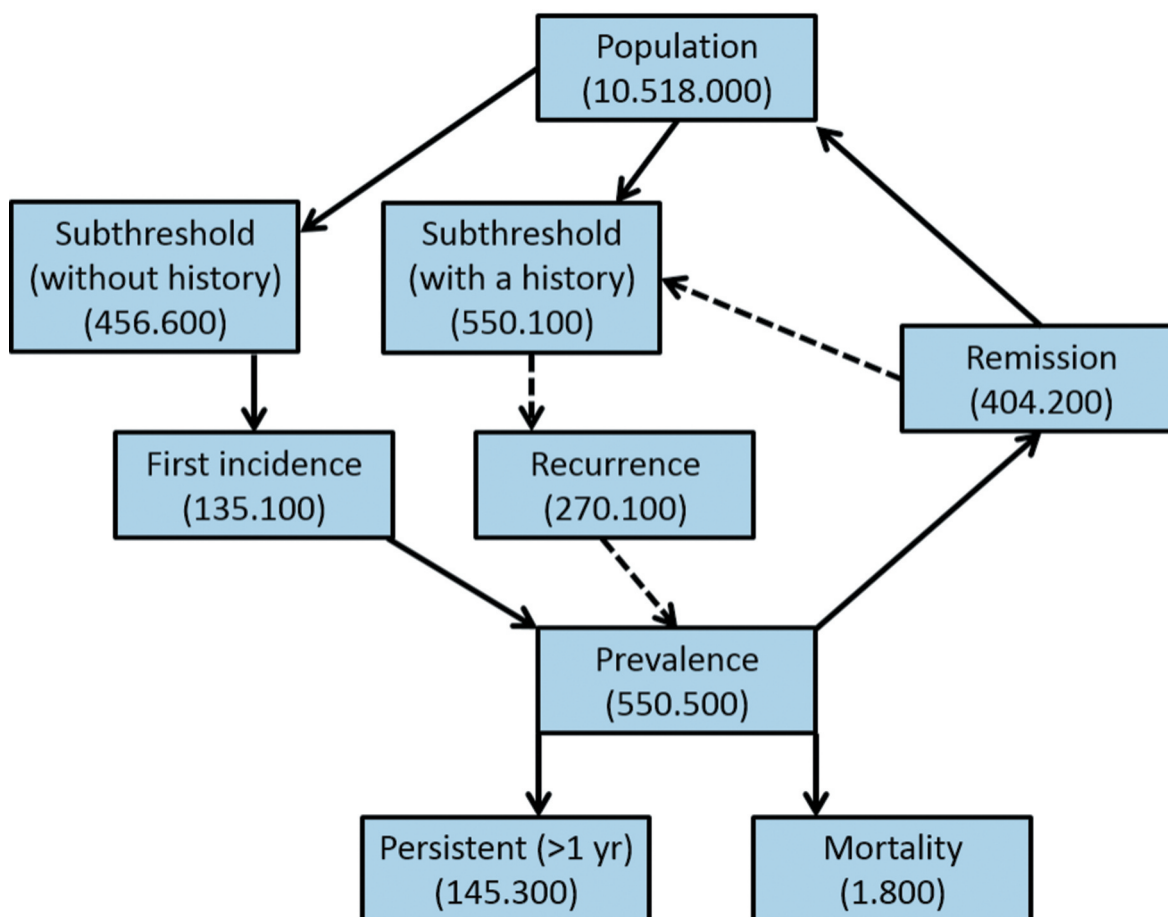 Population
(10.518.000)
Subthreshold
(without history)
(456.600)
Subthreshold
(with a history)
(550.100)
Remission
(404.200)
First incidence
(135.100)
Recurrence
(270.100)
Prevalence
(550.500)
Persistent (>1 yr)
(145.300)
Mortality
(1.800)